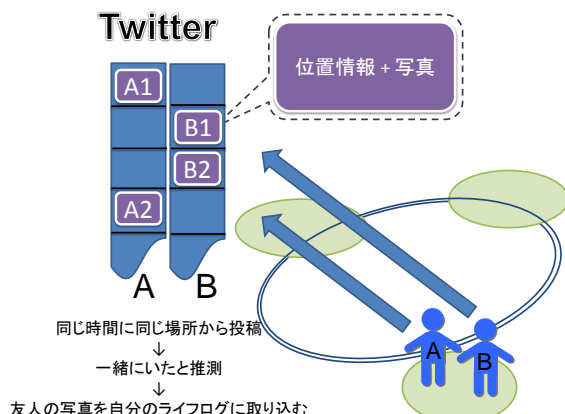 Twitter
位置情報 + 写真
A1
B1
B2
A2
A
B
A
B
同じ時間に同じ場所から投稿
↓
一緒にいたと推測
↓
友人の写真を自分のライフログに取り込む